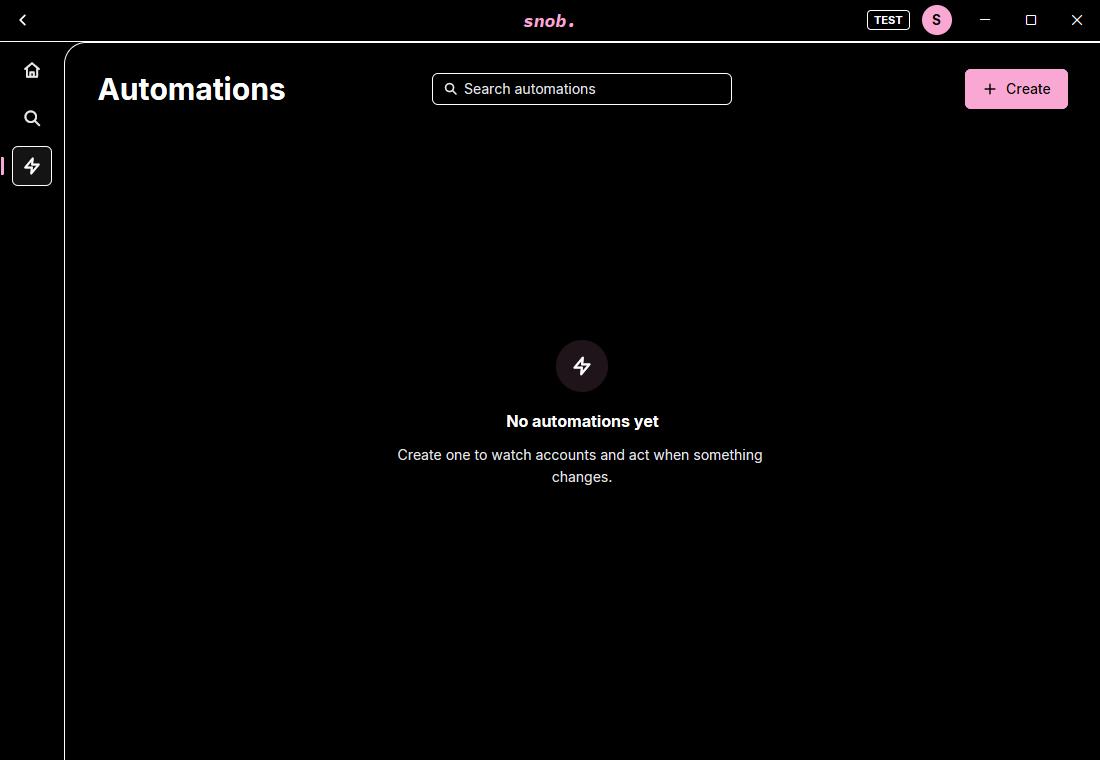 snob.
TEST
S
Automations
Search automations
Create
No automations yet
Create one to watch accounts and act when something
changes.